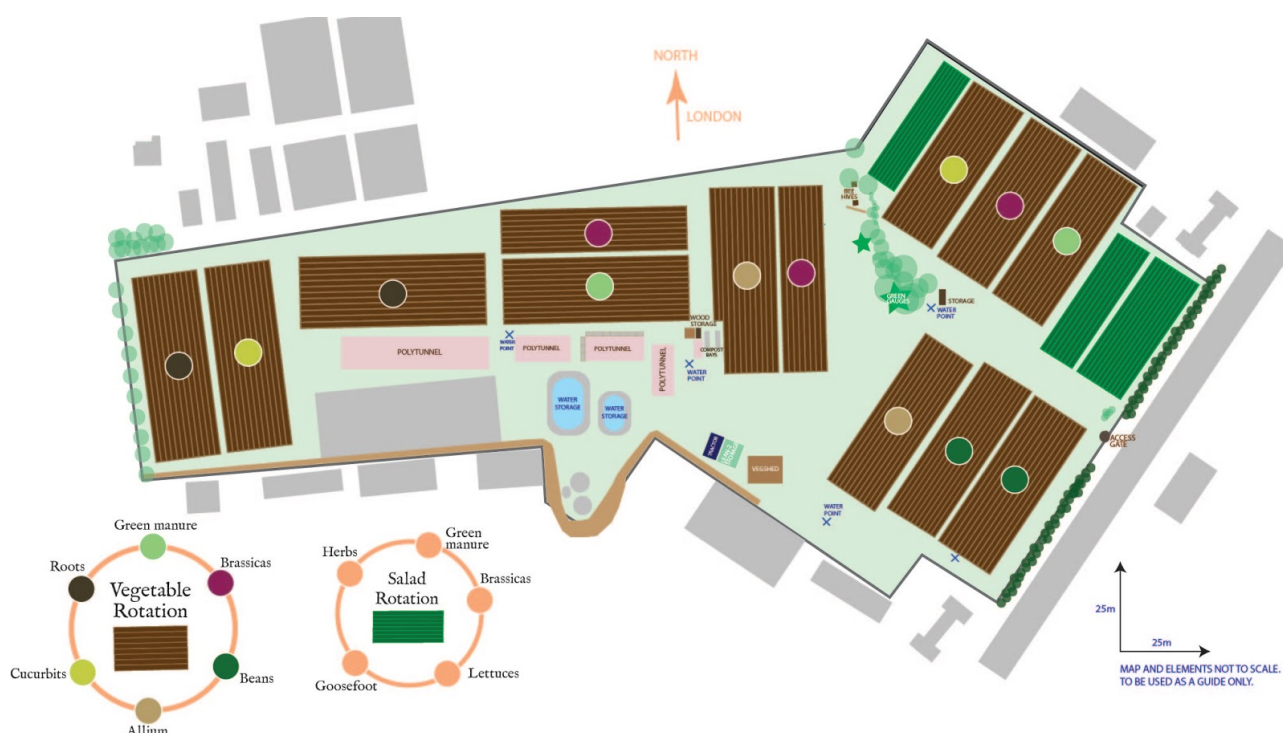 NORTH
LONDON
BEE
HIVES
GREEN
GAUGES
STORAGE
WATER
POINT
WOOD
STORAGE
WATER
POINT
POLYTUNNEL
POLYTUNNEL
POLYTUNNEL
POLYTUNNEL
COMPOST
BAYS
WATER
POINT
WATER
STORAGE
WATER
STORAGE
TRACTOR
VEGSHED
ACCESS
GATE
WATER
POINT
Green manure
Roots
Brassicas
Vegetable
Rotation
Cucurbits
Beans
Allium
Green
manure
Herbs
Brassicas
Salad
Rotation
Goosefoot
Lettuces
25m
25m
MAP AND ELEMENTS NOT TO SCALE.
TO BE USED AS A GUIDE ONLY.